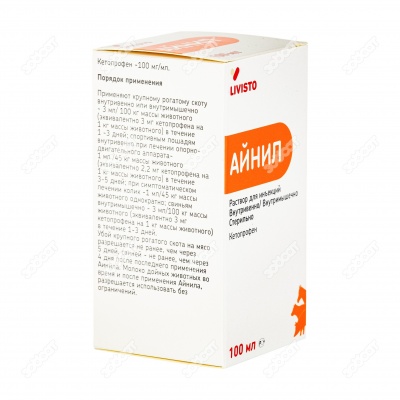 Кетопрофен -100 мг/мл.
Порядок применения
Применяют крупному рогатому скоту
внутривенно или внутримышечно
- 3 мл/ 100 кг массы животного
(эквивалентно 3 мг кетопрофена на
1 кг массы животного) в течение
1 -3 дней; спортивным лошадям
внутривенно при лечении опорно-
двигательного аппарата-
1 мл /45 кг массы животного
(эквивалентно 2,2 мг кетопрофена на
1 кг массы животного) в течение
3-5 дней; при симптоматическом
лечении колик -1 мл/45 кг массы
животного однократно; свиньям
внутримышечно - 3 мл/100 кг массы
животного (эквивалентно 3 мг
кетопрофена на 1 кг массы животного)
в течение 1-3 дней.
Убой крупного рогатого скота на мясо
разрешается не ранее, чем через
5 дней, свиней - не ранее, чем через
4 дня после последнего применения
Айнила. Молоко дойных животных во
время и после применения Айнила,
разрешается использовать без
ограничений.
LIVISTO
АЙНИЛ
Раствор для инъекций
Внутривенно/ Внутримышечно
Стерильно
Кетопрофен
100 мл